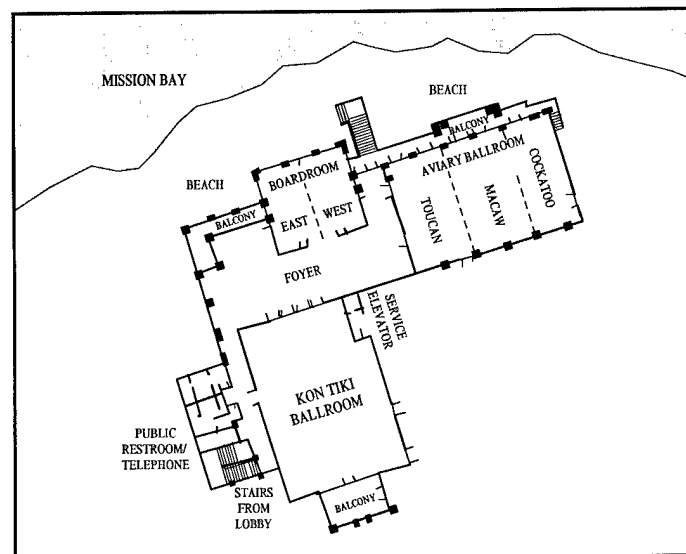 MISSION BAY
BEACH
BALCONY
AVIARY BALLROOM
BOARDROOM
COCKATOO
BEACH
MACAW
TOUCAN
BALCONY
EAST
WEST
FOYER
SERVICE
ELEVATOR
KON TIKI
BALLROOM
PUBLIC
RESTROOM/
TELEPHONE
STAIRS
FROM
LOBBY
BALCONY